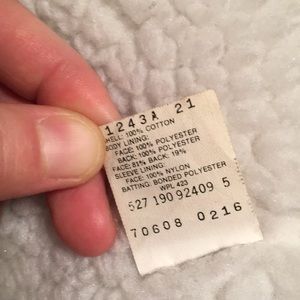 1243A 21
SHELL: 100% COTTON
BODY LINING:
FACE: 100% POLYESTER
BACK: 100% POLYESTER
FACE: 81% BACK: 19%
SLEEVE LINING:
FACE: 100% NYLON
BATTING: BONDED POLYESTER
WPL 423
527 190 92409 5
70608 0216